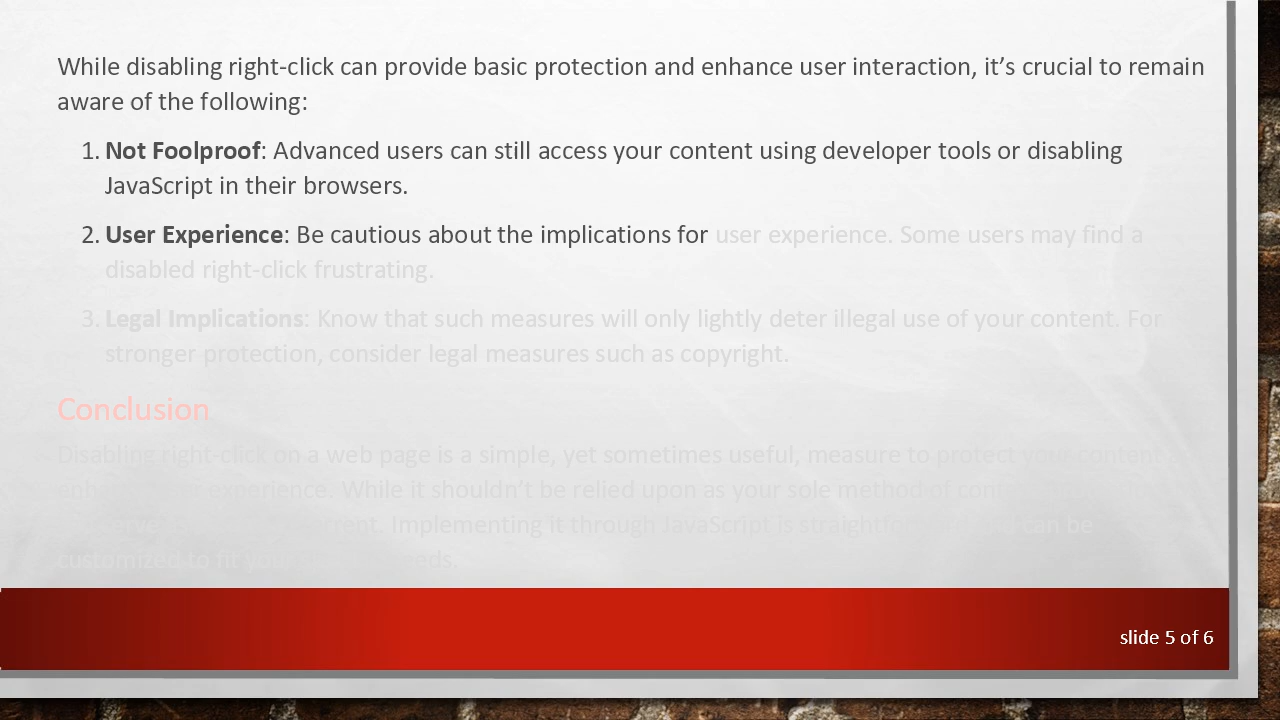 While disabling right-click can provide basic protection and enhance user interaction, it’s crucial to remain
aware of the following:
1. Not Foolproof: Advanced users can still access your content using developer tools or disabling
JavaScript in their browsers.
2. User Experience: Be cautious about the implications for user experience. Some users may find a
disabled right-click frustrating.
3. Legal Implications: Know that such measures will only lightly deter illegal use of your content. For
stronger protection, consider legal measures such as copyright.
Conclusion
Disabling right-click on a web page is a simple, yet sometimes useful, measure to protect your content
experience. While it shouldn’t be relied upon as your sole method of
Implementing it through JavaScript is can be
customized to fit
slide 5 of 6